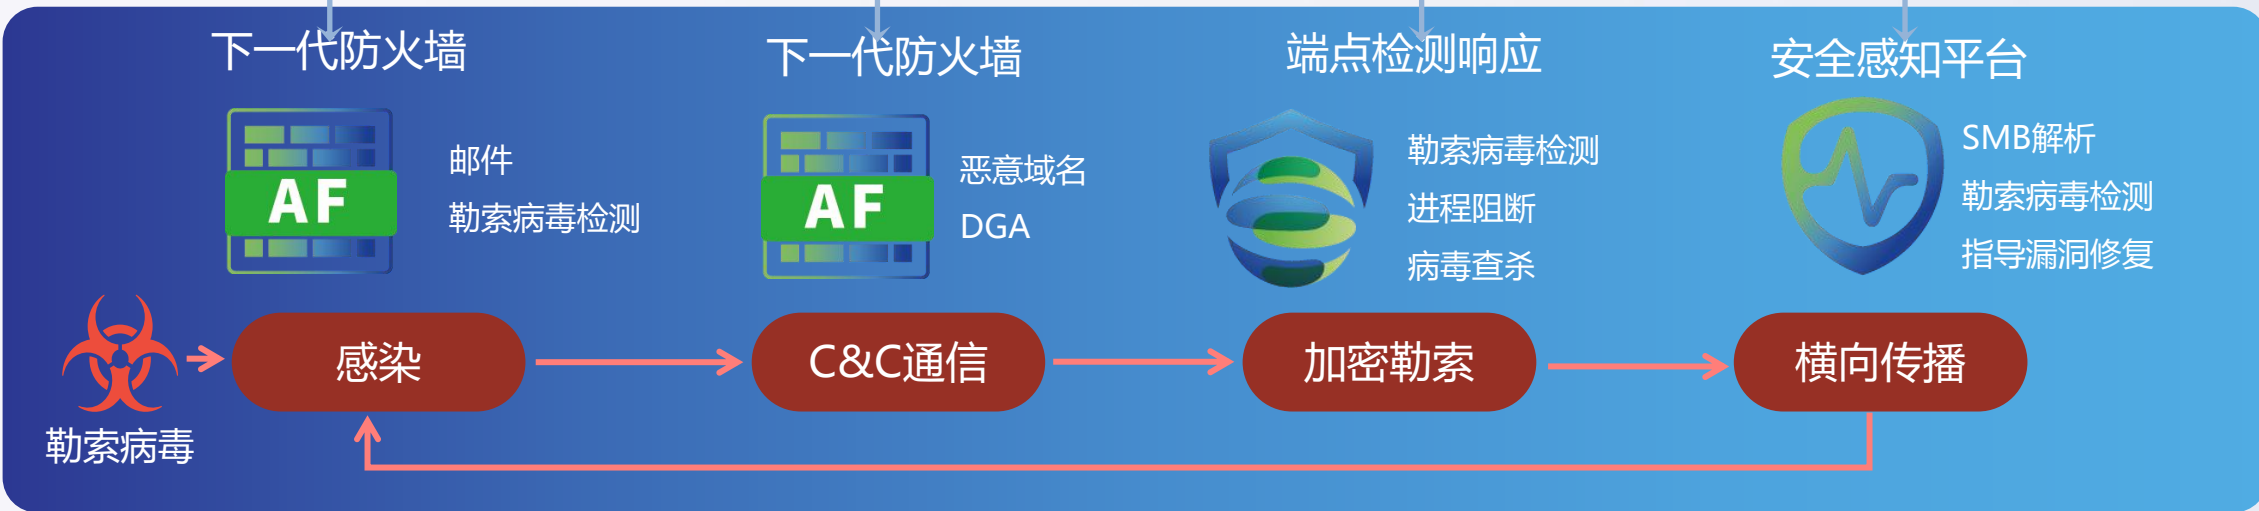 下一代防火墙
下一代防火墙
端点检测响应
安全感知平台
AF
邮件
勒索病毒检测
AF
恶意域名
DGA
勒索病毒检测
进程阻断
病毒查杀
SMB解析
勒索病毒检测
指导漏洞修复
勒索病毒
感染
C&C通信
加密勒索
横向传播